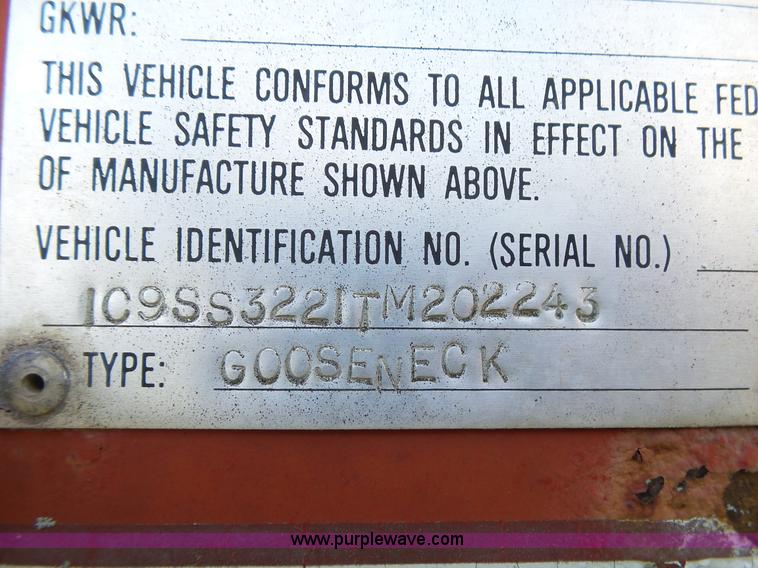 GKWR:
THIS VEHICLE CONFORMS TO ALL APPLICABLE FED
VEHICLE SAFETY STANDARDS IN EFFECT ON THE
OF MANUFACTURE SHOWN ABOVE.
VEHICLE IDENTIFICATION NO. (SERIAL NO.)
1C9SS3221TM202243
TYPE: GOOSENECK
www.purplewave.com